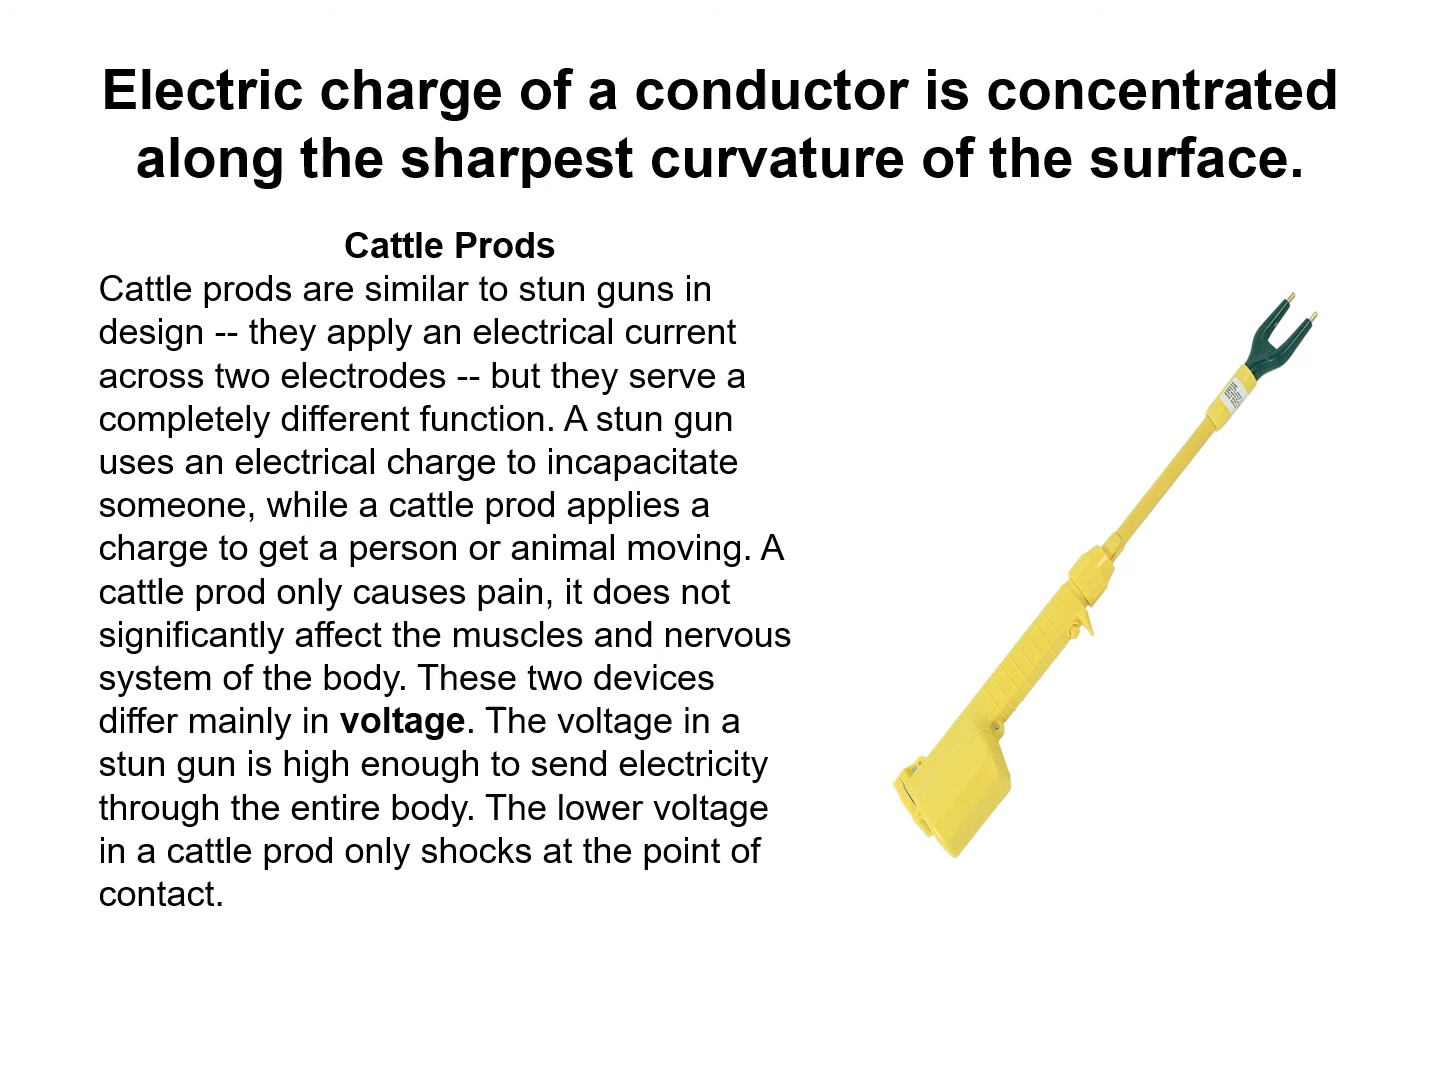 Electric charge of a conductor is concentrated
along the sharpest curvature of the surface.
Cattle Prods
Cattle prods are similar to stun guns in
design -- they apply an electrical current
across two electrodes -- but they serve a
completely different function. A stun gun
uses an electrical charge to incapacitate
someone, while a cattle prod applies a
charge to get a person or animal moving. A
cattle prod only causes pain, it does not
significantly affect the muscles and nervous
system of the body. These two devices
differ mainly in voltage. The voltage in a
stun gun is high enough to send electricity
through the entire body. The lower voltage
in a cattle prod only shocks at the point of
contact.